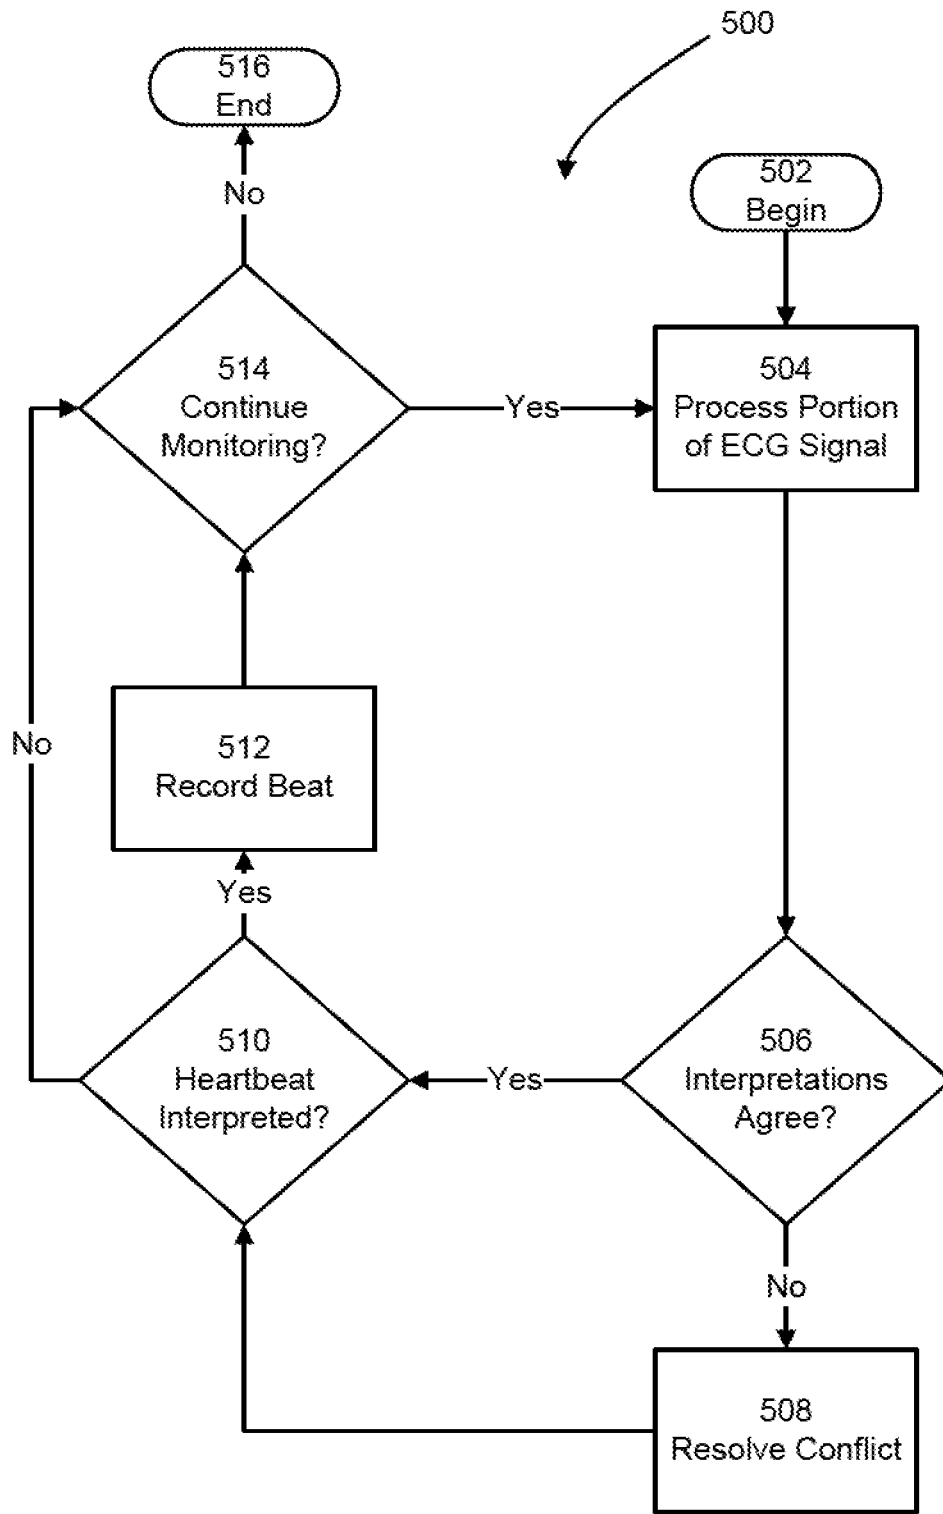 500
516
End
No
502
Begin
514
Continue
Monitoring?
Yes
504
Process Portion
of ECG Signal
No
512
Record Beat
Yes
510
Heartbeat
Interpreted?
Yes
506
Interpretations
Agree?
No
508
Resolve Conflict